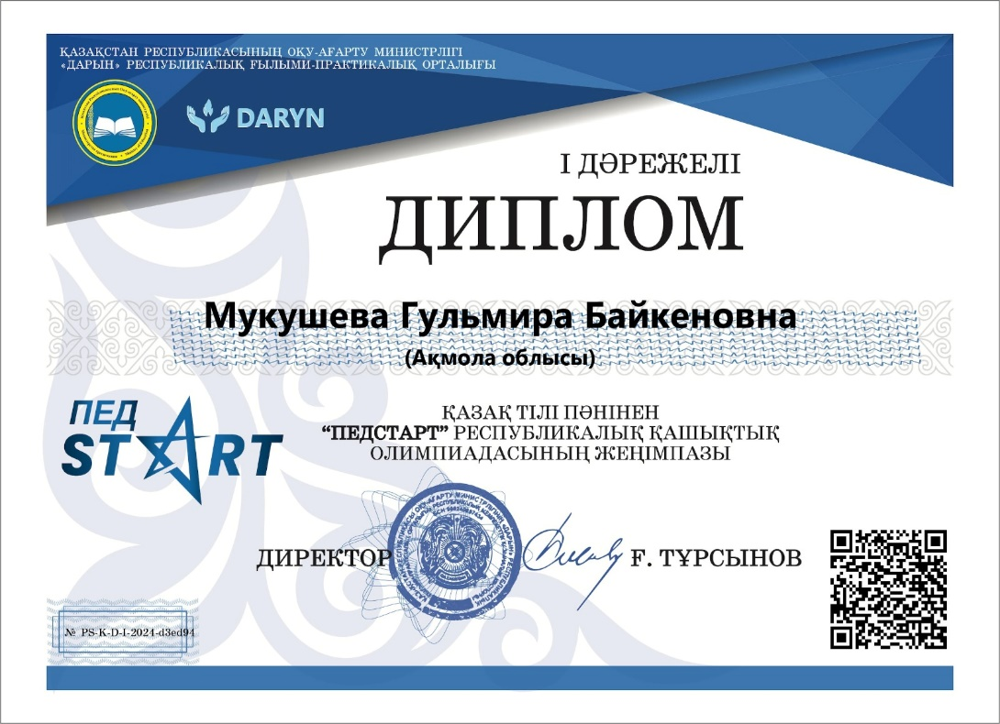 ҚАЗАҚСТАН РЕСПУБЛИКАСЫНЫҢ ОҚУ-АҒАРТУ МИНИСТРЛІГІ
«ДАРЫН» РЕСПУБЛИКАЛЫҚ ҒЫЛЫМИ-ПРАКТИКАЛЫҚ ОРТАЛЫҒЫ
DARYN
І ДӘРЕЖЕЛІ
ДИПЛОМ
Мукушева Гульмира Байкеновна
(Ақмола облысы)
ПЕД
START
ҚАЗАҚ ТІЛІ ПӘНІНЕН
“ПЕДСТАРТ” РЕСПУБЛИКАЛЫҚ ҚАШЫҚТЫҚ
ОЛИМПИАДАСЫНЫҢ ЖЕҢІМПАЗЫ
ДИРЕКТОР Ғ. ТҰРСЫНОВ
№ PS-K-D-I-2024-d3ed94